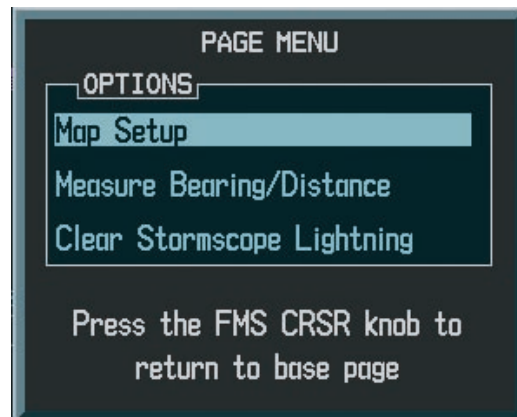 PAGE MENU
OPTIONS
Map Setup
Measure Bearing/Distance
Clear Stormscope Lightning
Press the FMS CRSR knob to
return to base page